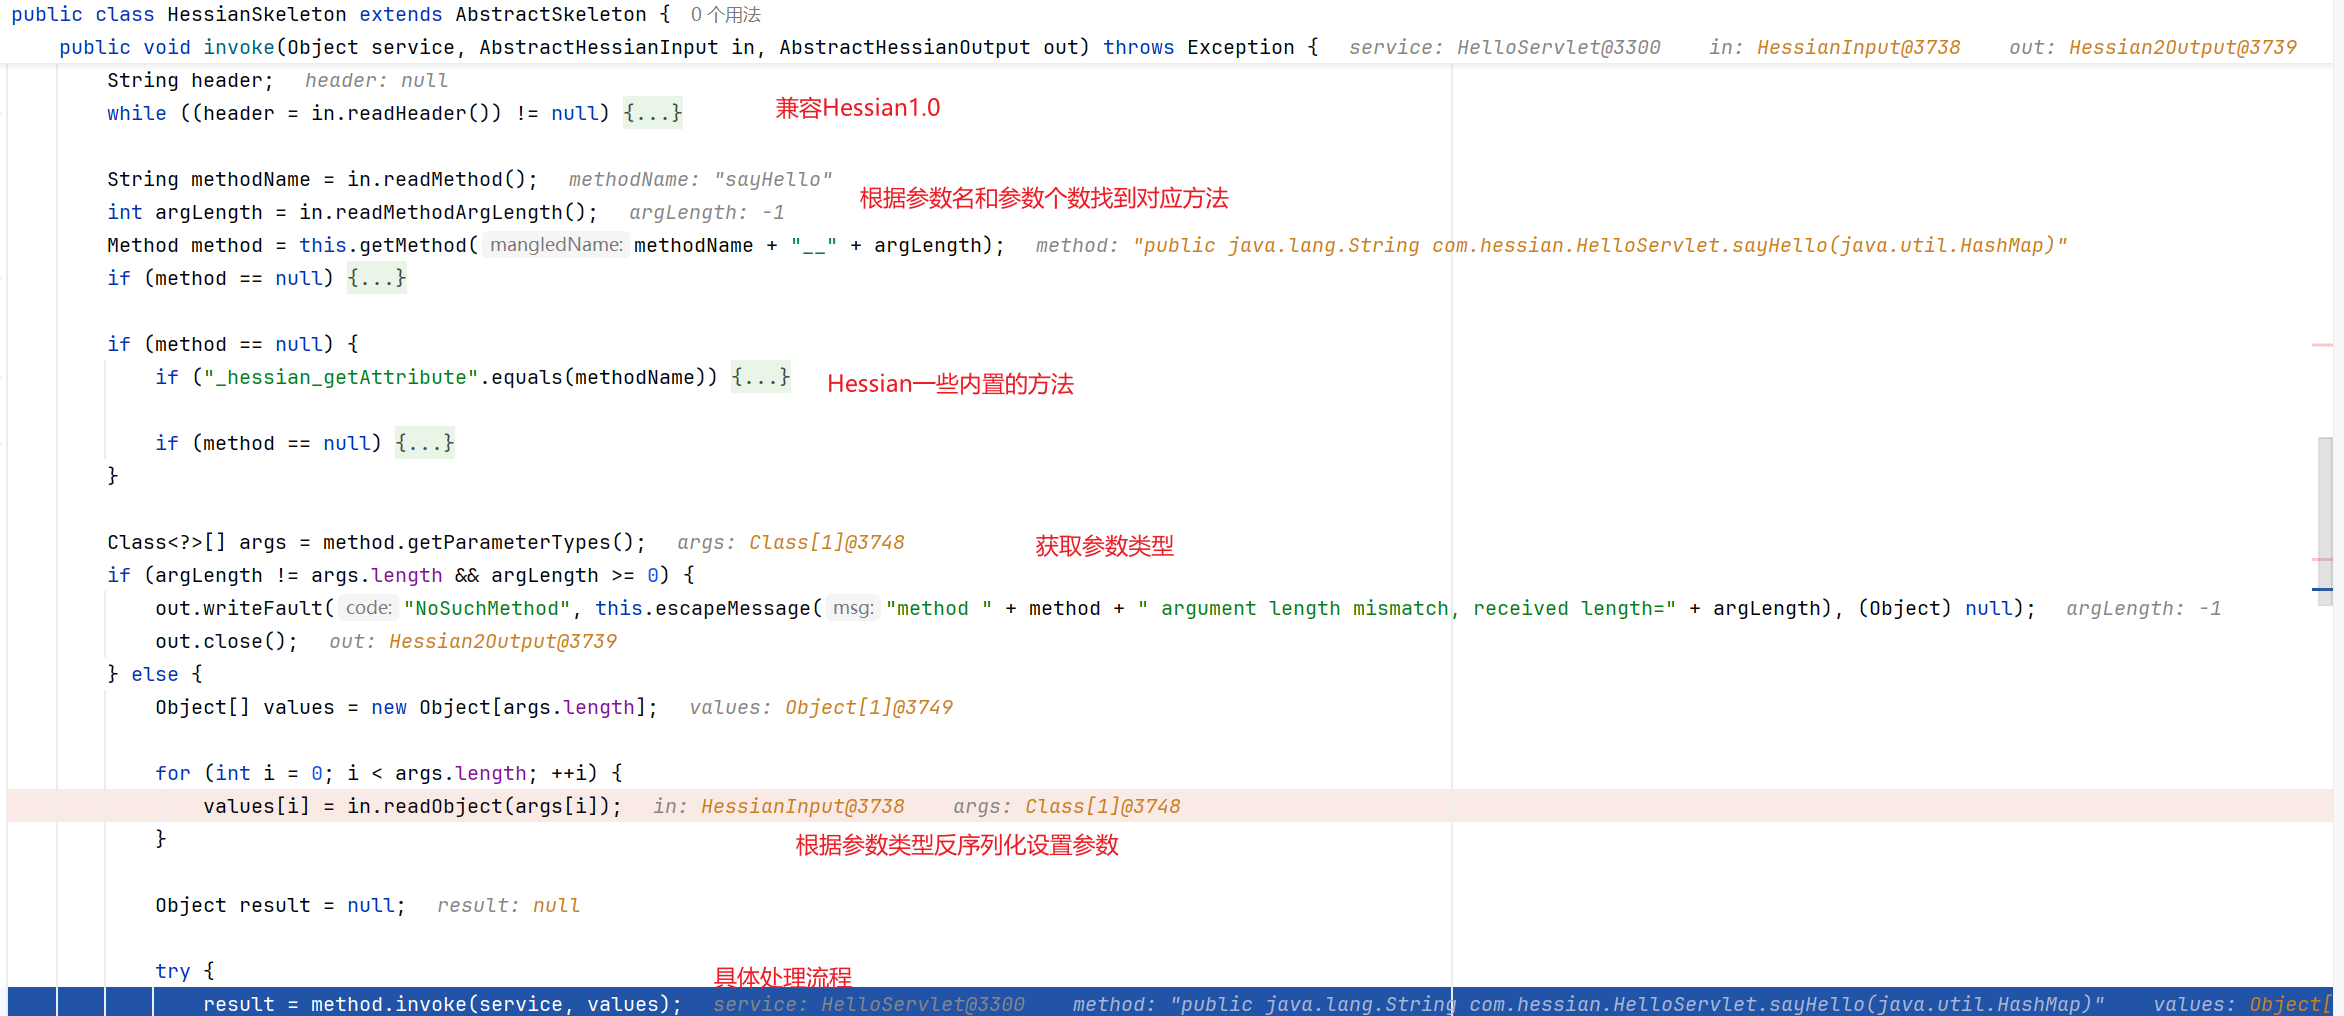 public class HessianSkeleton extends AbstractSkeleton { 0 个用法
public void invoke(Object service, AbstractHessianInput in, AbstractHessianOutput out) throws Exception { service: HelloServlet@3300 in: HessianInput@3738 out: Hessian2Output@3739
String header; header: null
while ((header = in.readHeader()) != null) {...} 兼容Hessian1.0
String methodName = in.readMethod(); methodName: "sayHello"
根据参数名和参数个数找到对应方法
int argLength = in.readMethodArgLength(); argLength: -1
Method method = this.getMethod( mangledName: methodName + "__" + argLength); method: "public java.lang.String com.hessian.HelloServlet.sayHello(java.util.HashMap)"
if (method == null) {...}
if (method == null) {
if ("_hessian_getAttribute".equals(methodName)) {...} Hessian一些内置的方法
if (method == null) {...}
}
Class<?>[] args = method.getParameterTypes(); args: Class[1]@3748 获取参数类型
if (argLength != args.length && argLength >= 0) {
out.writeFault( code: "NoSuchMethod", this.escapeMessage( msg: "method " + method + " argument length mismatch, received length=" + argLength), (Object) null); argLength: -1
out.close(); out: Hessian2Output@3739
} else {
Object[] values = new Object[args.length]; values: Object[1]@3749
for (int i = 0; i < args.length; ++i) {
values[i] = in.readObject(args[i]); in: HessianInput@3738 args: Class[1]@3748
}
根据参数类型反序列化设置参数
Object result = null; result: null
try {
具体处理流程
result = method.invoke(service, values); service: HelloServlet@3300 method: "public java.lang.String com.hessian.HelloServlet.sayHello(java.util.HashMap)" values: Object[